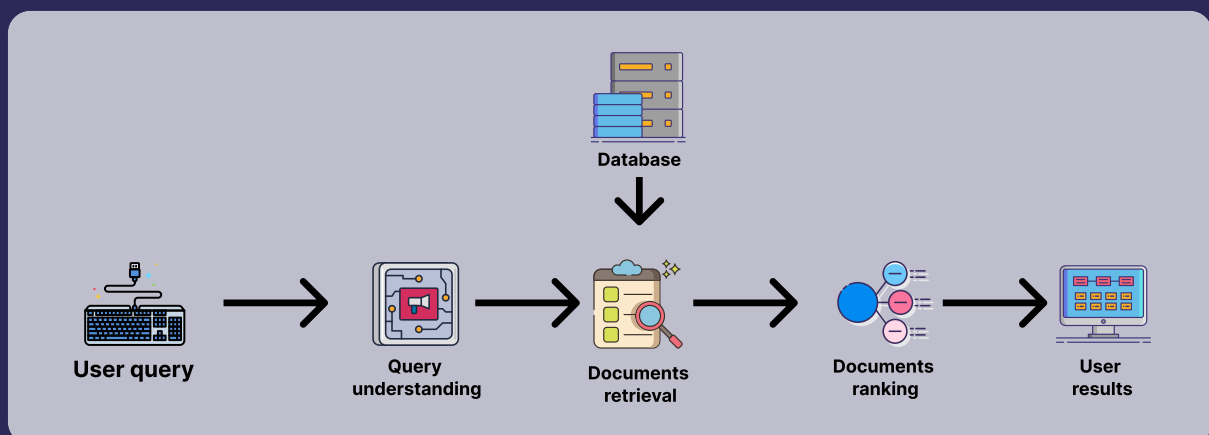 Database
User query
Query
understanding
Documents
retrieval
Documents
ranking
User
results